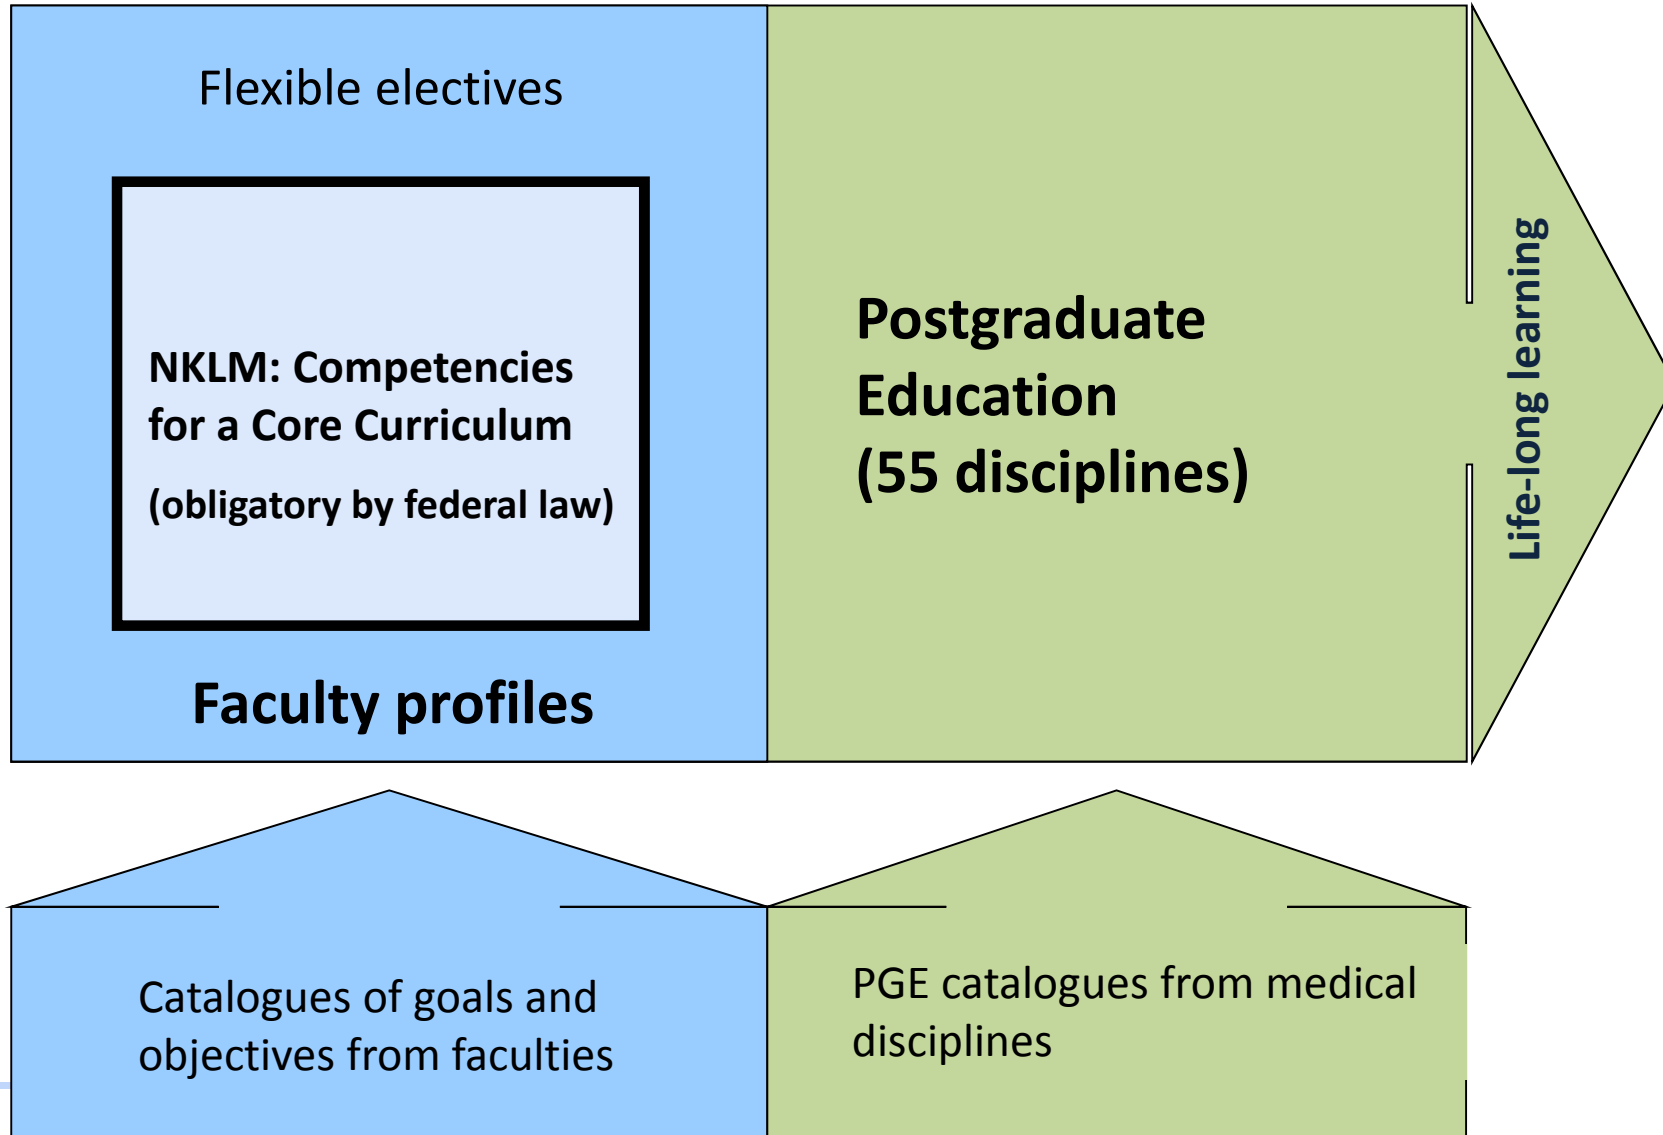 Flexible electives
NKLM: Competencies
for a Core Curriculum
(obligatory by federal law)
Faculty profiles
Postgraduate
Education
(55 disciplines)
Life-long learning
Catalogues of goals and
objectives from faculties
PGE catalogues from medical
disciplines